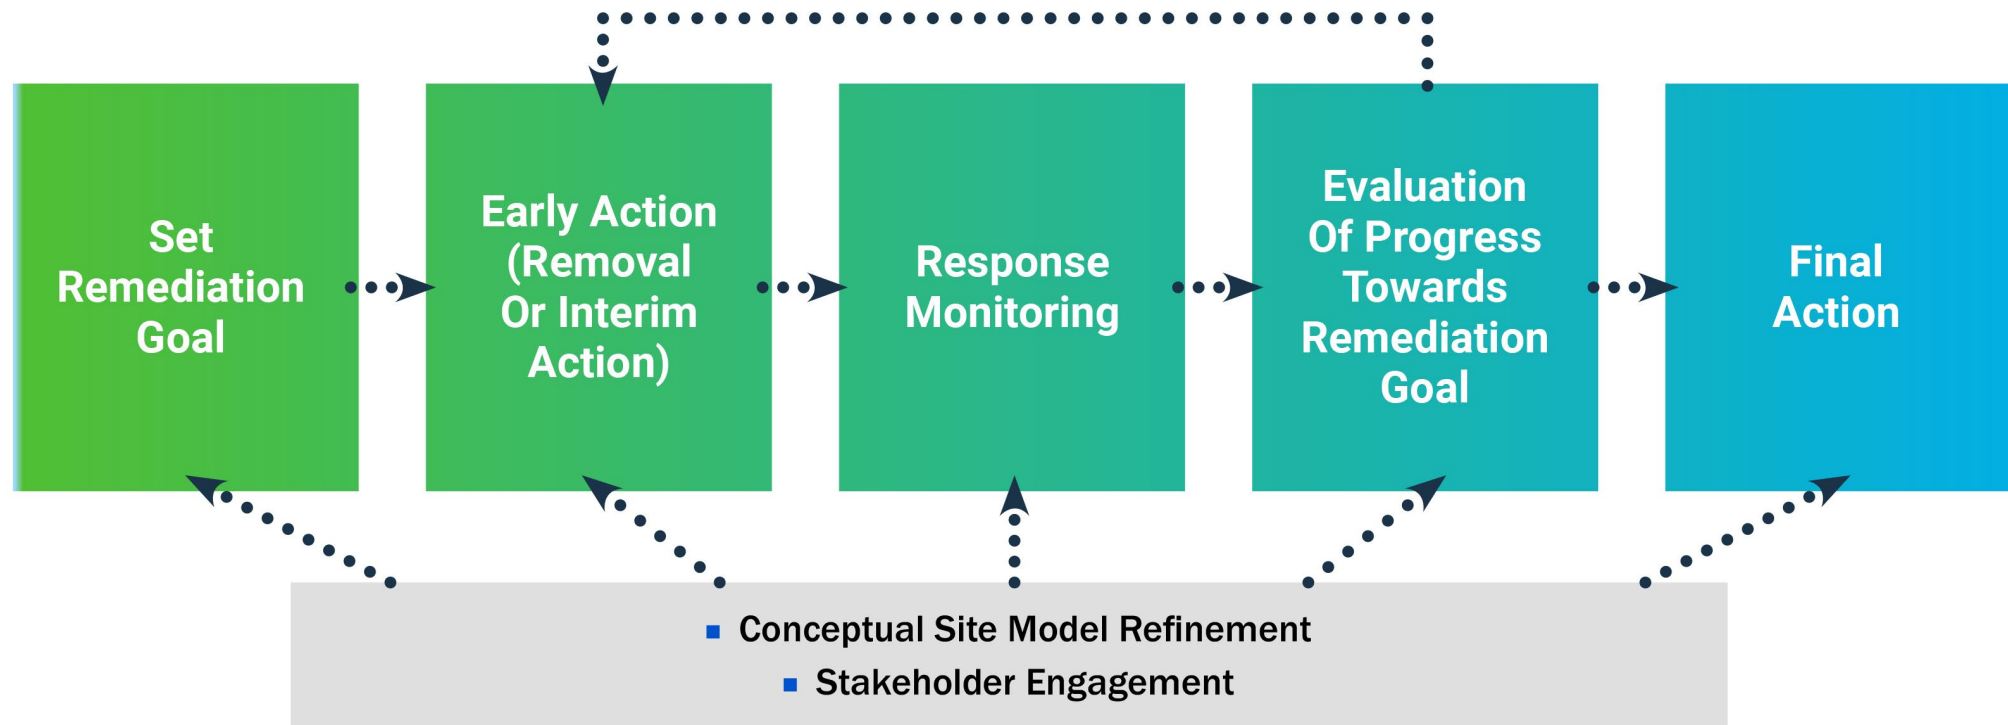 Set
Remediation
Goal
Early Action
(Removal
Or Interim
Action)
Response
Monitoring
Evaluation
Of Progress
Towards
Remediation
Goal
Final
Action
Conceptual Site Model Refinement
Stakeholder Engagement